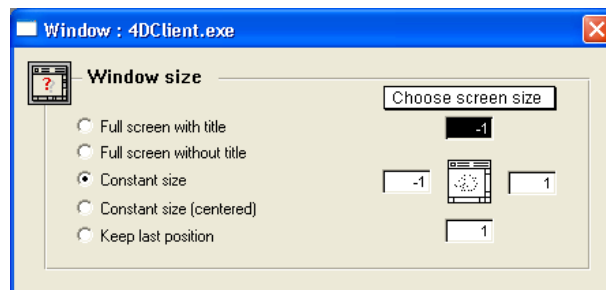 Window : 4DClient.exe
?
Window size
Choose screen size
Full screen with title
-1
Full screen without title
Constant size
-1
1
Constant size (centered)
Keep last position
1